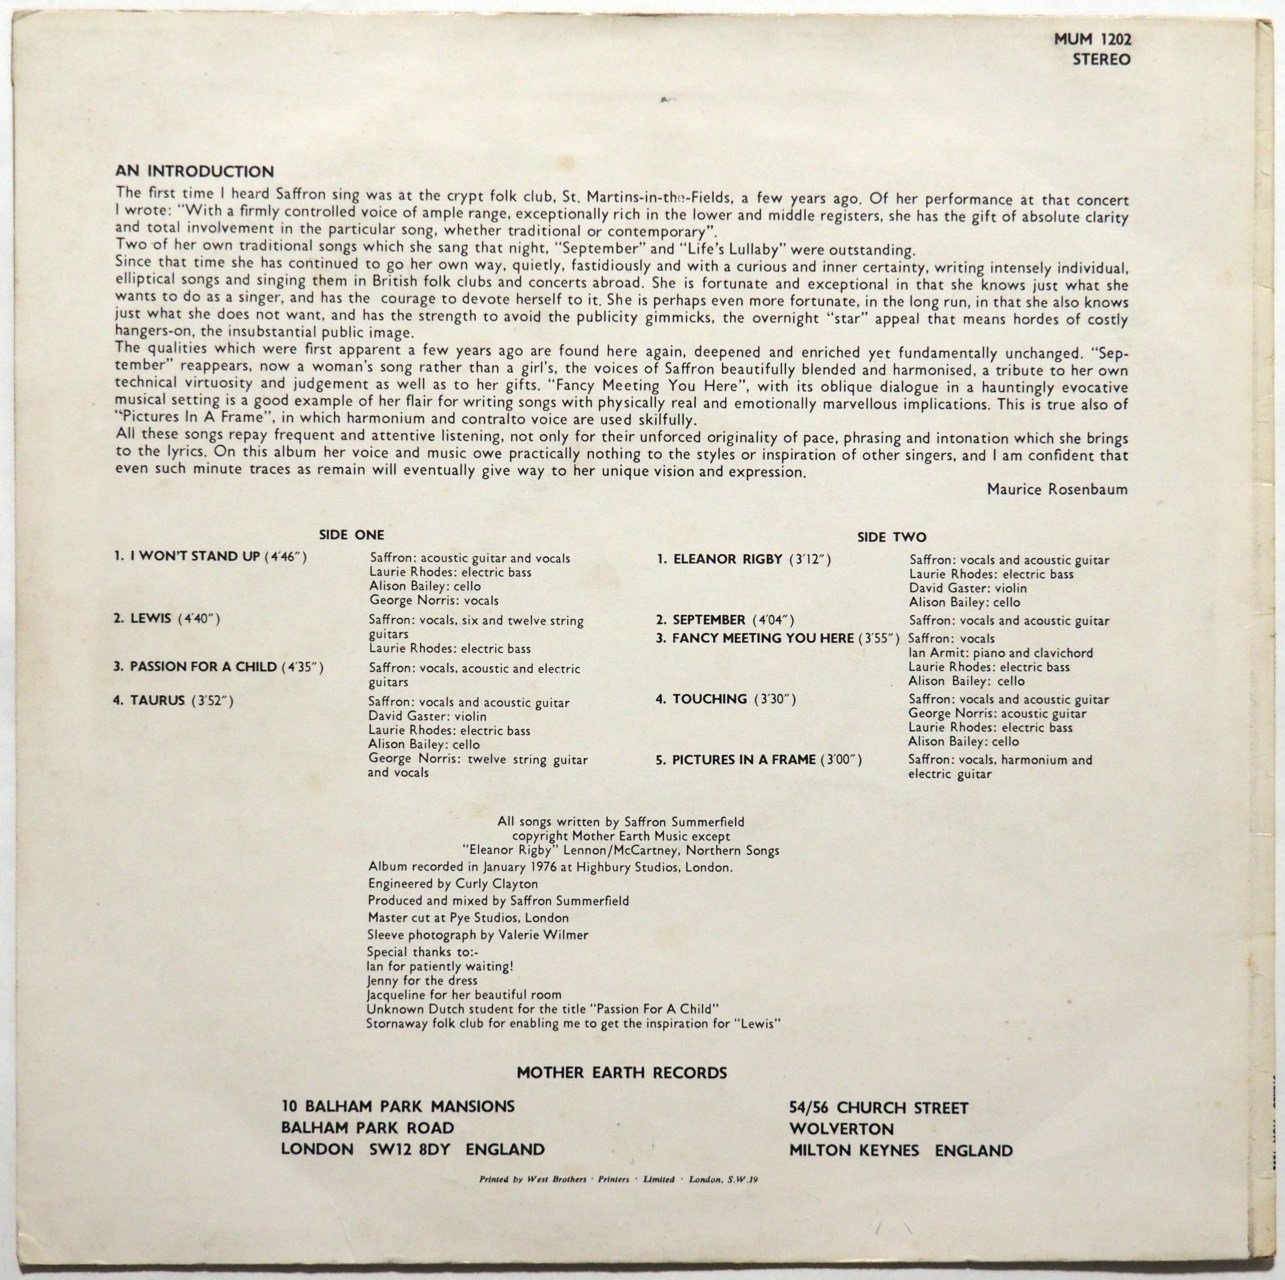 MUM 1202
STEREO
AN INTRODUCTION
The first time I heard Saffron sing was at the crypt folk club, St. Martins-in-the-Fields, a few years ago. Of her performance at that concert
I wrote: "With a firmly controlled voice of ample range, exceptionally rich in the lower and middle registers, she has the gift of absolute clarity
and total involvement in the particular song, whether traditional or contemporary".
Two of her own traditional songs which she sang that night, "September" and "Life's Lullaby" were outstanding.
Since that time she has continued to go her own way, quietly, fastidiously and with a curious and inner certainty, writing intensely individual,
elliptical songs and singing them in British folk clubs and concerts abroad. She is fortunate and exceptional in that she knows just what she
wants to do as a singer, and has the courage to devote herself to it. She is perhaps even more fortunate, in the long run, in that she also knows
just what she does not want, and has the strength to avoid the publicity gimmicks, the overnight "star" appeal that means hordes of costly
hangers-on, the insubstantial public image.
The qualities which were first apparent a few years ago are found here again, deepened and enriched yet fundamentally unchanged. "Sep-
tember" reappears, now a woman's song rather than a girl's, the voices of Saffron beautifully blended and harmonised, a tribute to her own
technical virtuosity and judgement as well as to her gifts. "Fancy Meeting You Here", with its oblique dialogue in a hauntingly evocative
musical setting is a good example of her flair for writing songs with physically real and emotionally marvellous implications. This is true also of
"Pictures In A Frame", in which harmonium and contralto voice are used skilfully.
All these songs repay frequent and attentive listening, not only for their unforced originality of pace, phrasing and intonation which she brings
to the lyrics. On this album her voice and music owe practically nothing to the styles or inspiration of other singers, and I am confident that
even such minute traces as remain will eventually give way to her unique vision and expression.
Maurice Rosenbaum
SIDE ONE
1. I WON'T STAND UP (4'46") Saffron: acoustic guitar and vocals
Laurie Rhodes: electric bass
Alison Bailey: cello
George Norris: vocals
2. LEWIS (4'40") Saffron: vocals, six and twelve string
guitars
Laurie Rhodes: electric bass
3. PASSION FOR A CHILD (4'35") Saffron: vocals, acoustic and electric
guitars
4. TAURUS (3'52") Saffron: vocals and acoustic guitar
David Gaster: violin
Laurie Rhodes: electric bass
Alison Bailey: cello
George Norris: twelve string guitar
and vocals
SIDE TWO
1. ELEANOR RIGBY (3'12") Saffron: vocals and acoustic guitar
Laurie Rhodes: electric bass
David Gaster: violin
Alison Bailey: cello
2. SEPTEMBER (4'04") Saffron: vocals and acoustic guitar
3. FANCY MEETING YOU HERE (3'55") Saffron: vocals
Ian Armit: piano and clavichord
Laurie Rhodes: electric bass
Alison Bailey: cello
4. TOUCHING (3'30") Saffron: vocals and acoustic guitar
George Norris: acoustic guitar
Laurie Rhodes: electric bass
Alison Bailey: cello
5. PICTURES IN A FRAME (3'00") Saffron: vocals, harmonium and
electric guitar
All songs written by Saffron Summerfield
copyright Mother Earth Music except
"Eleanor Rigby" Lennon/McCartney, Northern Songs
Album recorded in January 1976 at Highbury Studios, London.
Engineered by Curly Clayton
Produced and mixed by Saffron Summerfield
Master cut at Pye Studios, London
Sleeve photograph by Valerie Wilmer
Special thanks to:-
Ian for patiently waiting!
Jenny for the dress
Jacqueline for her beautiful room
Unknown Dutch student for the title "Passion For A Child"
Stornaway folk club for enabling me to get the inspiration for "Lewis"
MOTHER EARTH RECORDS
10 BALHAM PARK MANSIONS
BALHAM PARK ROAD
LONDON SW12 8DY ENGLAND
54/56 CHURCH STREET
WOLVERTON
MILTON KEYNES ENGLAND
Printed by West Brothers · Printers · Limited · London, S.W.19